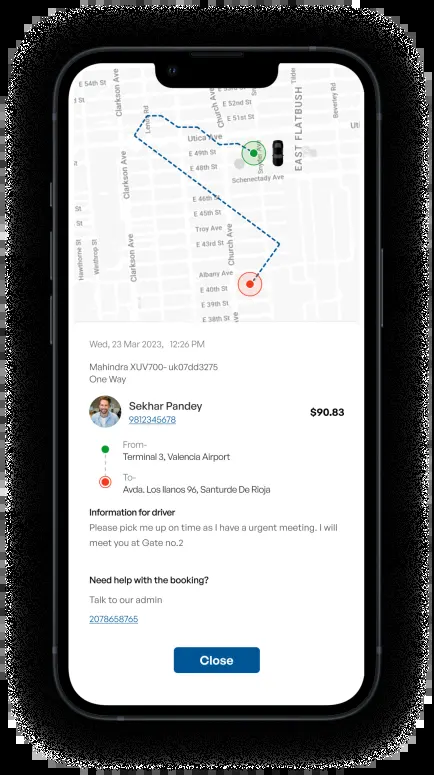 E 54th St
Clarkson Ave
Church Ave
E 52nd St
E 51st St
EAST FLATBUSH
Beverley Rd
Utica Ave
E 49th St
E 48th St
Schenectady Ave
Clarkson Ave
E 46th St
E 45th St
Troy Ave
E 43rd St
Church Ave
Hawthorne St
Winthrop St
Clarkson Ave
Albany Ave
E 40th St
E 39th St
E 38th St
Wed, 23 Mar 2023, 12:26 PM
Mahindra XUV700- uk07dd3275
One Way
Sekhar Pandey
$90.83
9812345678
From-
Terminal 3, Valencia Airport
To-
Avda. Los llanos 96, Santurde De Rioja
Information for driver
Please pick me up on time as I have a urgent meeting. I will
meet you at Gate no.2
Need help with the booking?
Talk to our admin
2078658765
Close